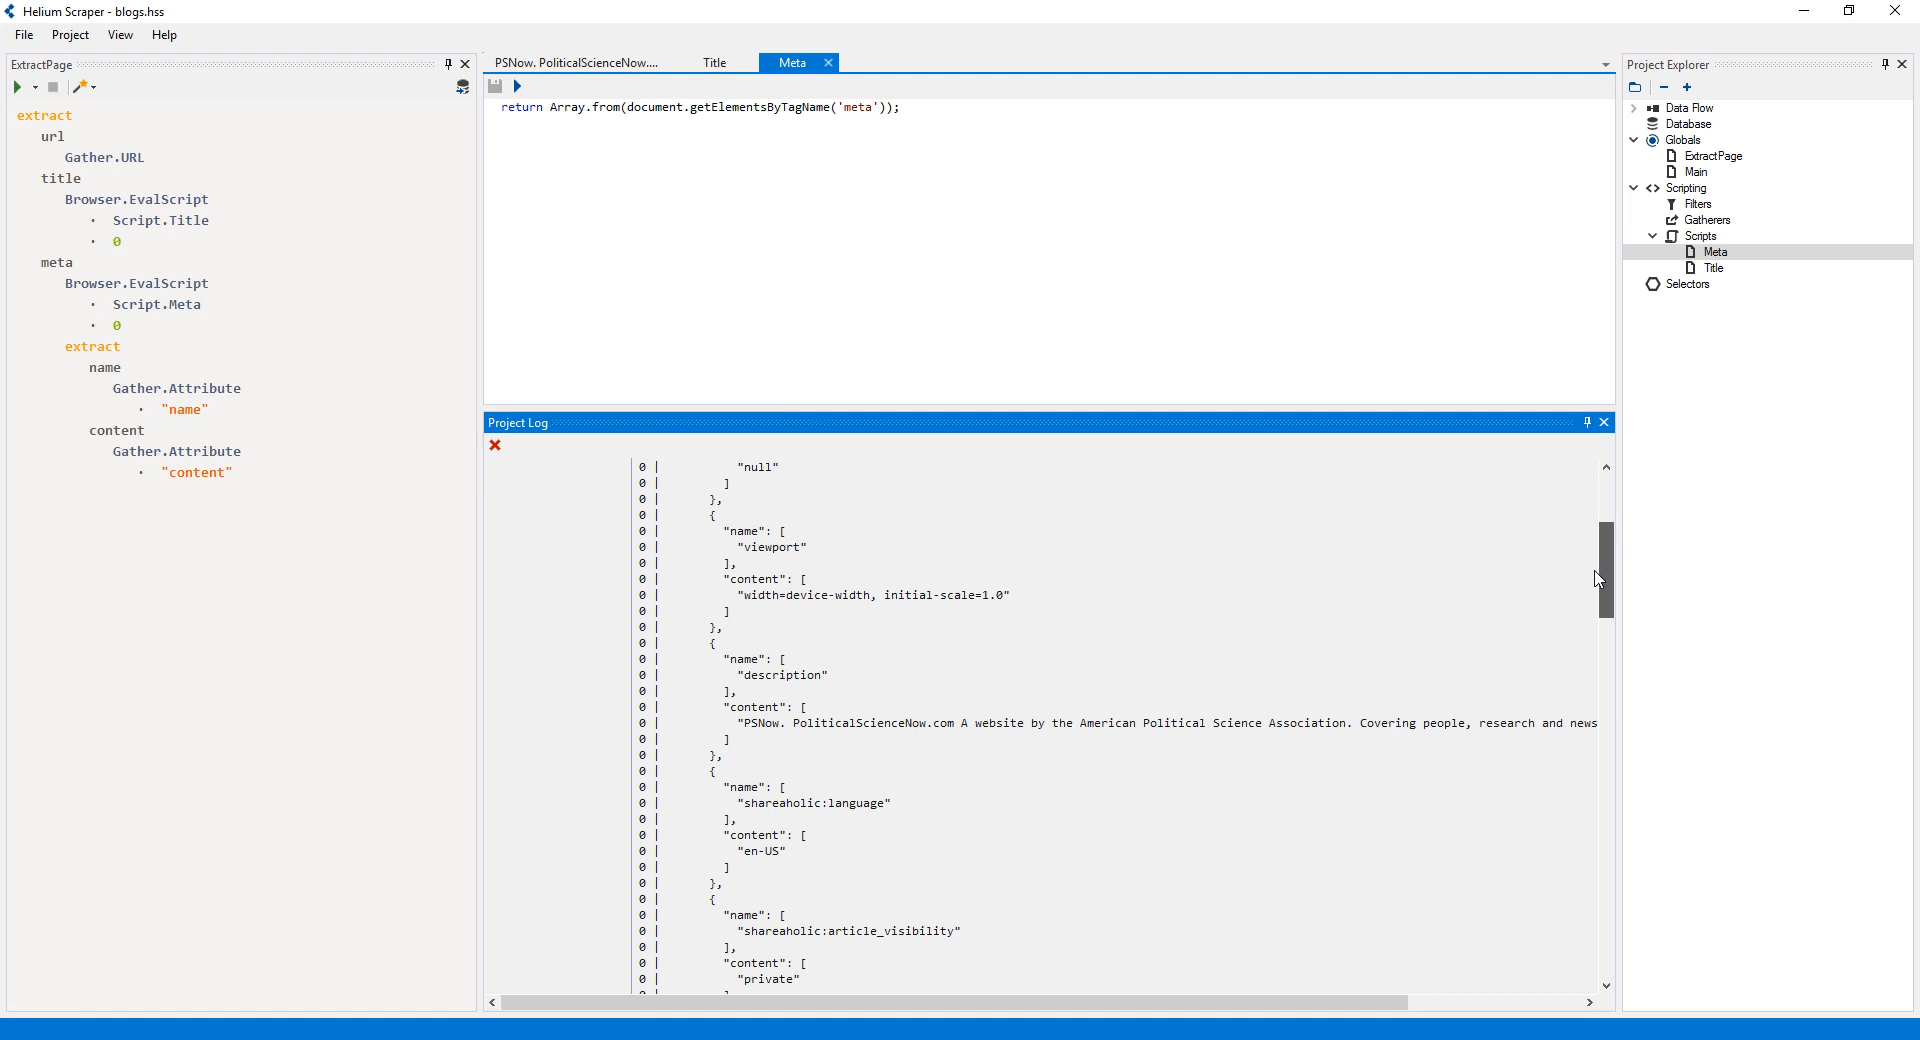 Helium Scraper - blogs.hss
File Project View Help
ExtractPage
extract
url
Gather.URL
title
Browser.EvalScript
· Script.Title
· 0
meta
Browser.EvalScript
· Script.Meta
· 0
extract
name
Gather.Attribute
· "name"
content
Gather.Attribute
· "content"
PSNow. PoliticalScienceNow.... Title Meta
return Array.from(document.getElementsByTagName('meta'));
Project Log
0 | "null"
0 | ]
0 | },
0 | {
0 | "name": [
0 | "viewport"
0 | ],
0 | "content": [
0 | "width=device-width, initial-scale=1.0"
0 | ]
0 | },
0 | {
0 | "name": [
0 | "description"
0 | ],
0 | "content": [
0 | "PSNow. PoliticalScienceNow.com A website by the American Political Science Association. Covering people, research and news
0 | ]
0 | },
0 | {
0 | "name": [
0 | "shareaholic:language"
0 | ],
0 | "content": [
0 | "en-US"
0 | ]
0 | },
0 | {
0 | "name": [
0 | "shareaholic:article_visibility"
0 | ],
0 | "content": [
0 | "private"
0 | ]
Project Explorer
Data Flow
Database
Globals
ExtractPage
Main
Scripting
Filters
Gatherers
Scripts
Meta
Title
Selectors